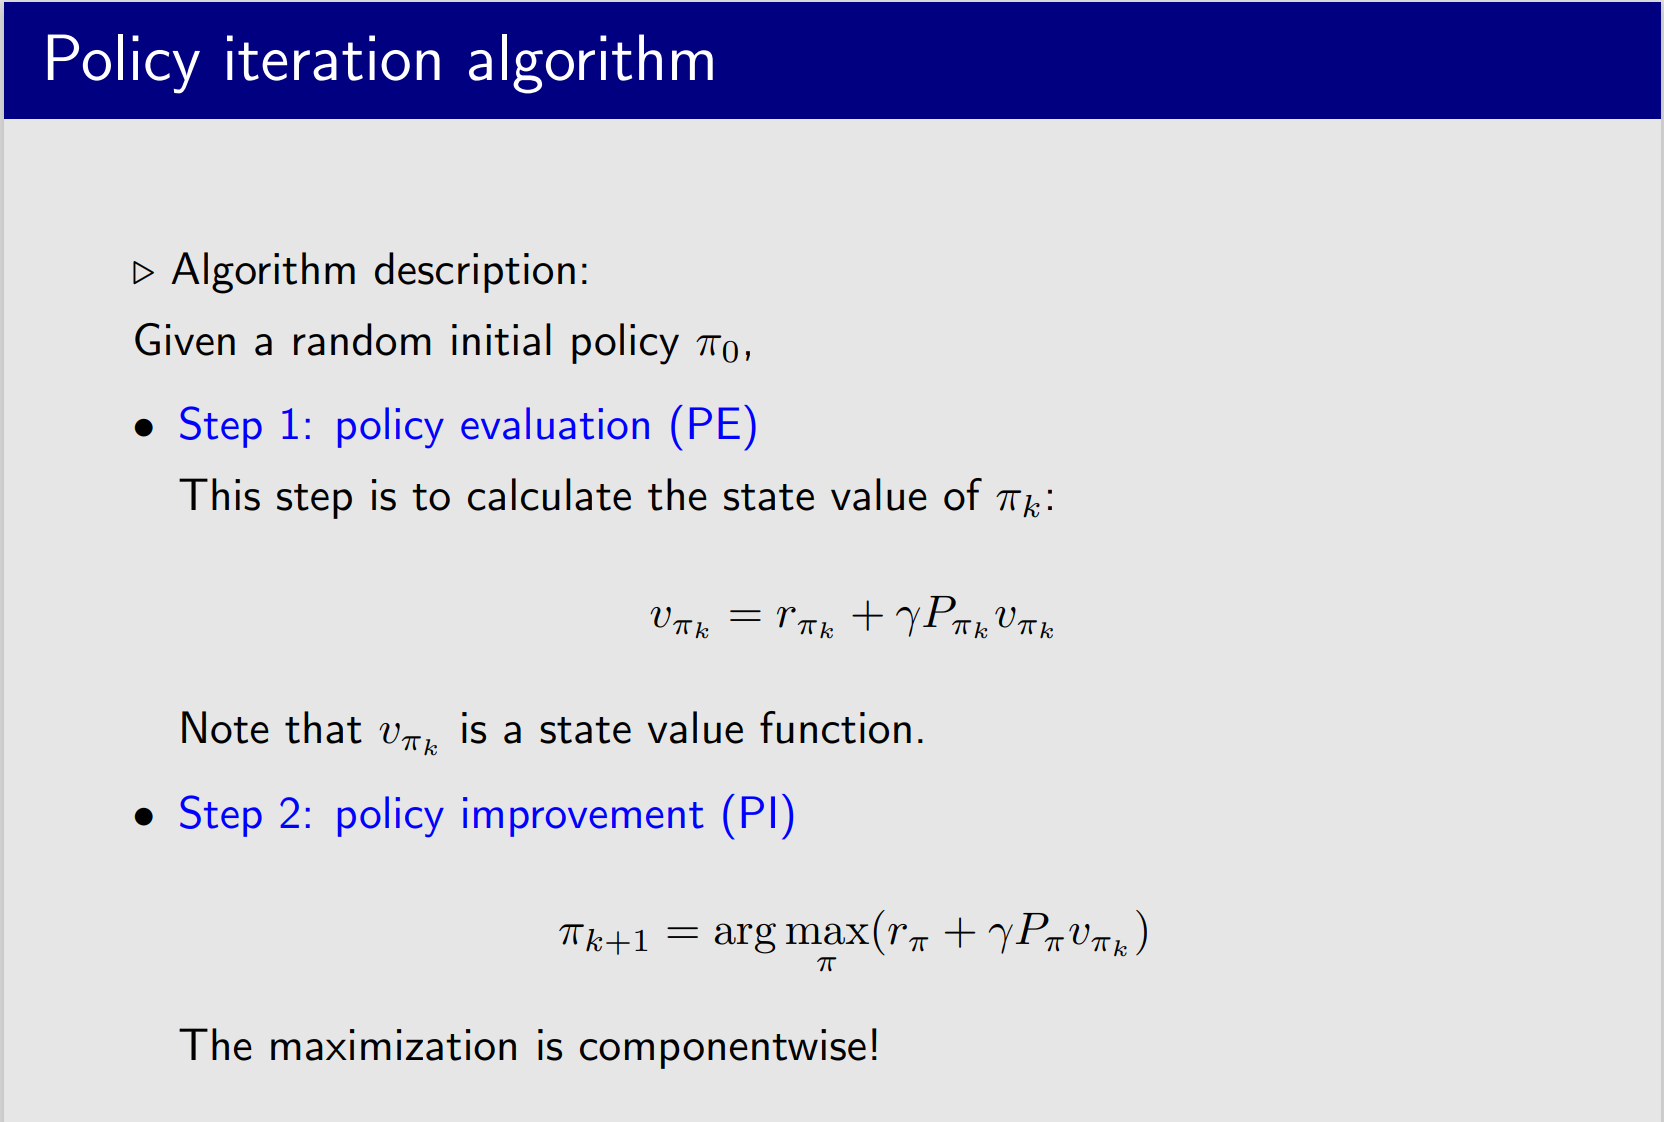 Policy iteration algorithm
▷ Algorithm description:
Given a random initial policy π₀,
• Step 1: policy evaluation (PE)
This step is to calculate the state value of πₖ:
$v_{\pi_k} = r_{\pi_k} + \gamma P_{\pi_k} v_{\pi_k}$
Note that $v_{\pi_k}$ is a state value function.
• Step 2: policy improvement (PI)
$\pi_{k+1} = \arg\max_{\pi}(r_{\pi} + \gamma P_{\pi} v_{\pi_k})$
The maximization is componentwise!